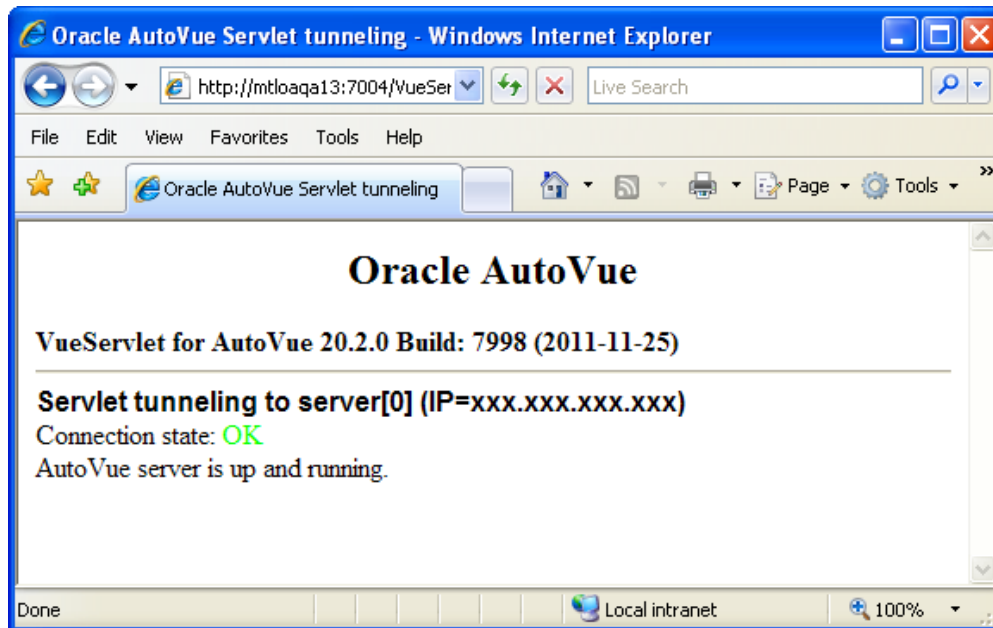 Oracle AutoVue Servlet tunneling - Windows Internet Explorer
http://mtloaqa13:7004/VueSer
Live Search
File Edit View Favorites Tools Help
Oracle AutoVue Servlet tunneling
Page Tools »
Oracle AutoVue
VueServlet for AutoVue 20.2.0 Build: 7998 (2011-11-25)
Servlet tunneling to server[0] (IP=xxx.xxx.xxx.xxx)
Connection state: OK
AutoVue server is up and running.
Done Local intranet 100%